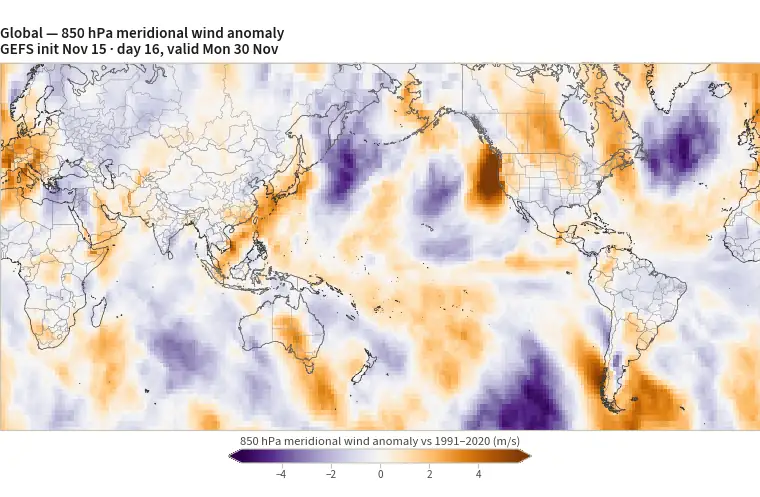 Global — 850 hPa meridional wind anomaly
GEFS init Nov 15 · day 16, valid Mon 30 Nov
850 hPa meridional wind anomaly vs 1991–2020 (m/s)
−4 −2 0 2 4